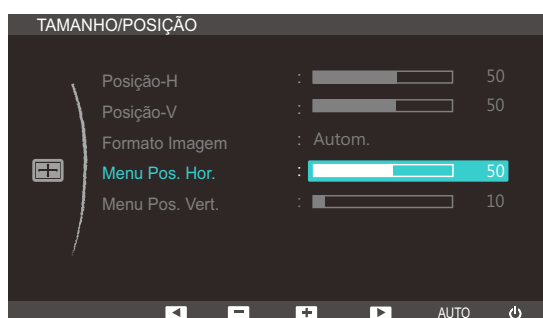 TAMANHO/POSIÇÃO
Posição-H : 50
Posição-V : 50
Formato Imagem : Autom.
Menu Pos. Hor. : 50
Menu Pos. Vert. : 10
AUTO